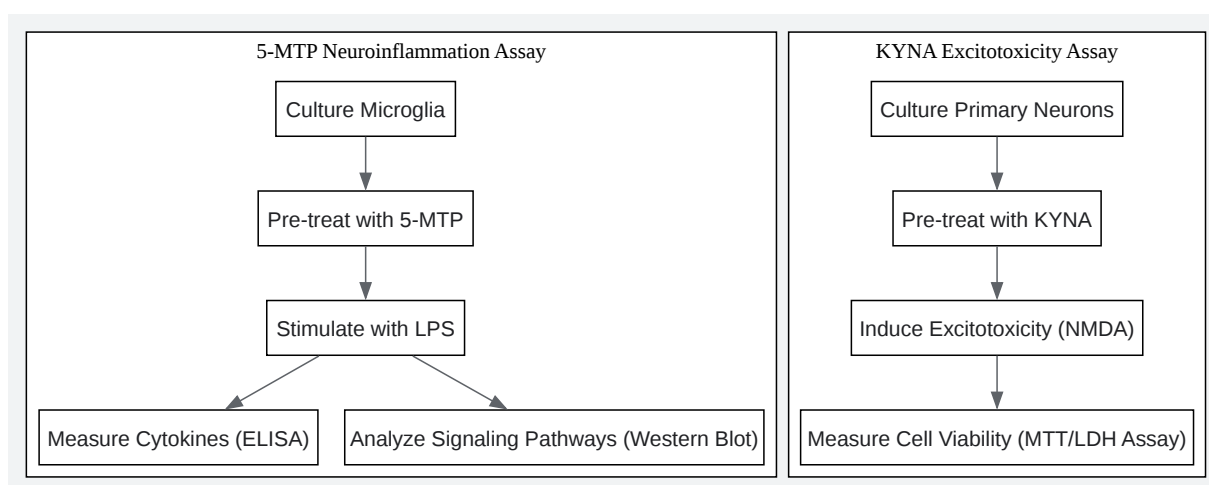 5-MTP Neuroinflammation Assay
Culture Microglia
Pre-treat with 5-MTP
Stimulate with LPS
Measure Cytokines (ELISA)
Analyze Signaling Pathways (Western Blot)
KYNA Excitotoxicity Assay
Culture Primary Neurons
Pre-treat with KYNA
Induce Excitotoxicity (NMDA)
Measure Cell Viability (MTT/LDH Assay)